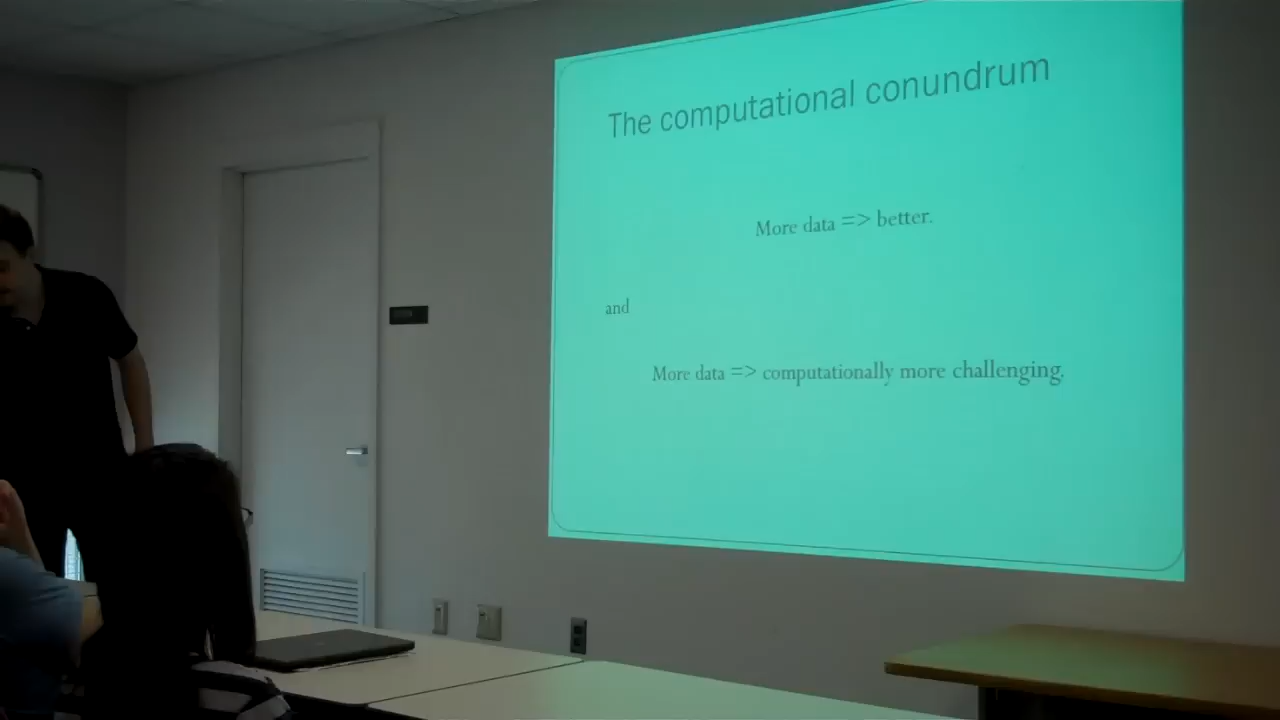 The computational conundrum
More data => better.
and
More data => computationally more challenging.